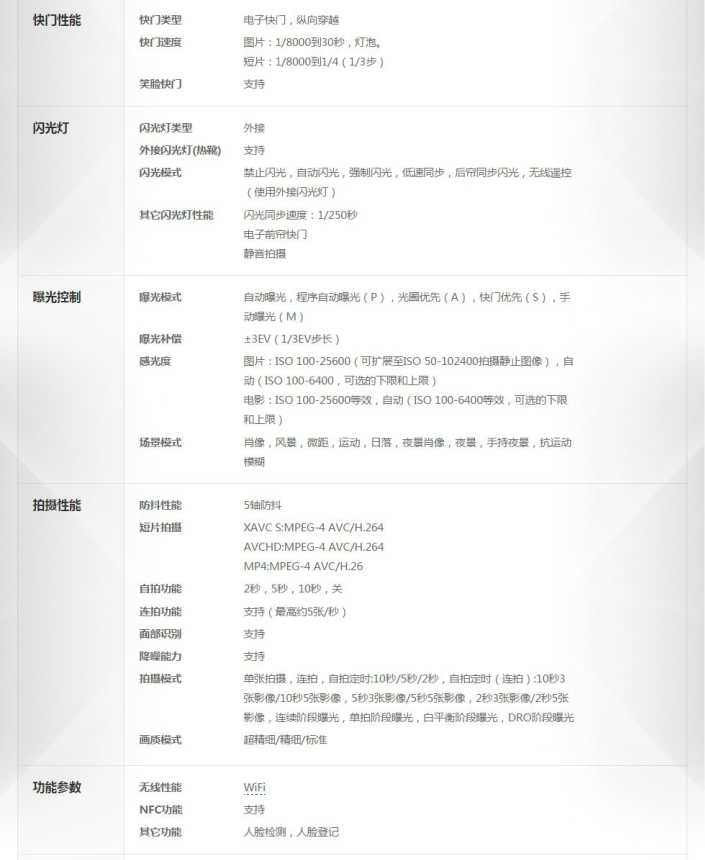 快门性能
快门类型 电子快门，纵向穿越
快门速度 图片：1/8000到30秒，灯泡。
短片：1/8000到1/4（1/3步）
笑脸快门 支持
闪光灯
闪光灯类型 外接
外接闪光灯(热靴) 支持
闪光模式 禁止闪光，自动闪光，强制闪光，低速同步，后帘同步闪光，无线遥控
（使用外接闪光灯）
其它闪光灯性能 闪光同步速度：1/250秒
电子前帘快门
静音拍摄
曝光控制
曝光模式 自动曝光，程序自动曝光（P），光圈优先（A），快门优先（S），手
动曝光（M）
曝光补偿 ±3EV（1/3EV步长）
感光度 图片：ISO 100-25600（可扩展至ISO 50-102400拍摄静止图像），自
动（ISO 100-6400，可选的下限和上限）
电影：ISO 100-25600等效，自动（ISO 100-6400等效，可选的下限
和上限）
场景模式 肖像，风景，微距，运动，日落，夜景肖像，夜景，手持夜景，抗运动
模糊
拍摄性能
防抖性能 5轴防抖
短片拍摄 XAVC S:MPEG-4 AVC/H.264
AVCHD:MPEG-4 AVC/H.264
MP4:MPEG-4 AVC/H.26
自拍功能 2秒，5秒，10秒，关
连拍功能 支持（最高约5张/秒）
面部识别 支持
降噪能力 支持
拍摄模式 单张拍摄，连拍，自拍定时:10秒/5秒/2秒，自拍定时（连拍）:10秒3
张影像/10秒5张影像，5秒3张影像/5秒5张影像，2秒3张影像/2秒5张
影像，连续阶段曝光，单拍阶段曝光，白平衡阶段曝光，DRO阶段曝光
画质模式 超精细/精细/标准
功能参数
无线性能 WiFi
NFC功能 支持
其它功能 人脸检测，人脸登记